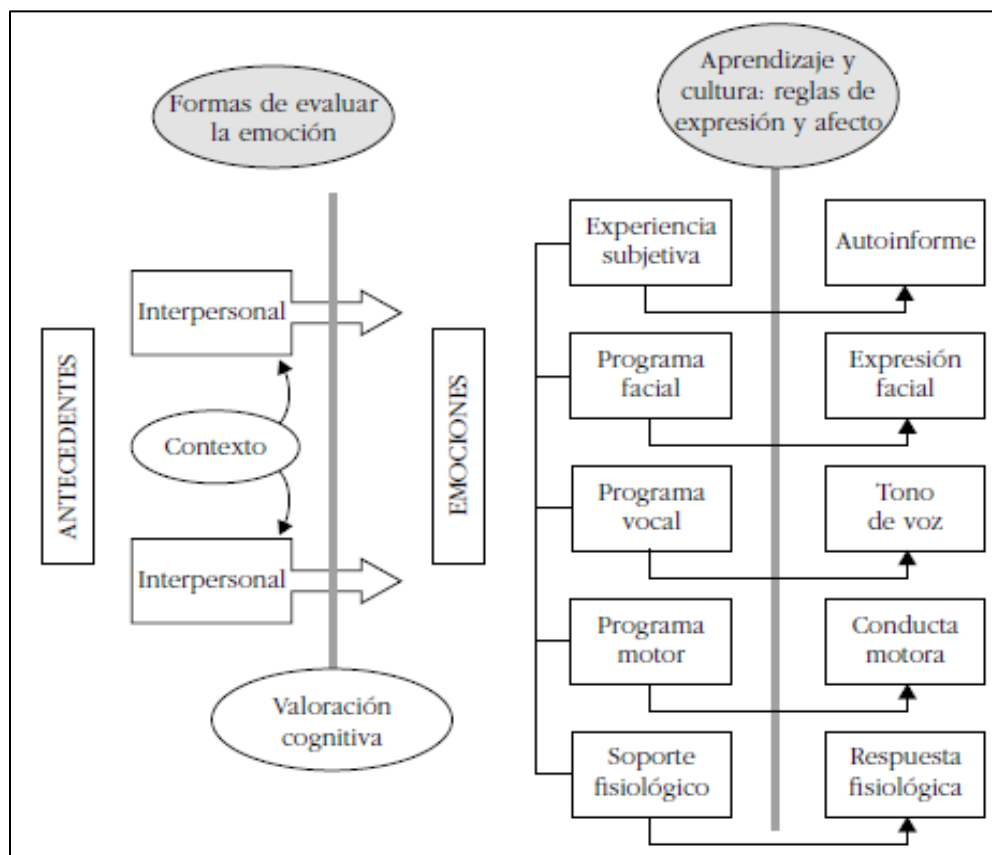 Formas de evaluar
la emoción
Aprendizaje y
cultura: reglas de
expresión y afecto
ANTECEDENTES
Interpersonal
Contexto
Interpersonal
Valoración
cognitiva
EMOCIONES
Experiencia
subjetiva
Autoinforme
Programa
facial
Expresión
facial
Programa
vocal
Tono
de voz
Programa
motor
Conducta
motora
Soporte
fisiológico
Respuesta
fisiológica